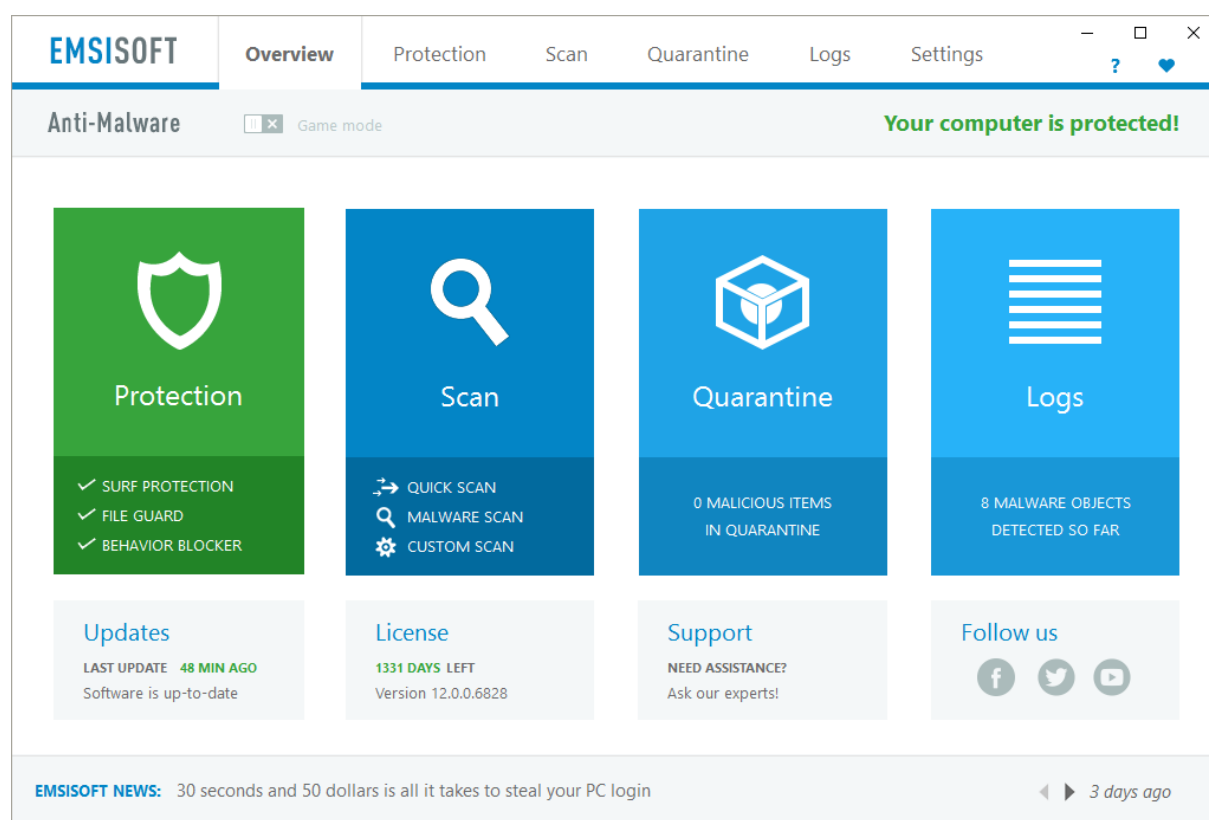 EMSISOFT
Overview
Protection
Scan
Quarantine
Logs
Settings
?
Anti-Malware
Game mode
Your computer is protected!
Protection
SURF PROTECTION
FILE GUARD
BEHAVIOR BLOCKER
Scan
QUICK SCAN
MALWARE SCAN
CUSTOM SCAN
Quarantine
0 MALICIOUS ITEMS
IN QUARANTINE
Logs
8 MALWARE OBJECTS
DETECTED SO FAR
Updates
LAST UPDATE 48 MIN AGO
Software is up-to-date
License
1331 DAYS LEFT
Version 12.0.0.6828
Support
NEED ASSISTANCE?
Ask our experts!
Follow us
EMSISOFT NEWS: 30 seconds and 50 dollars is all it takes to steal your PC login
3 days ago